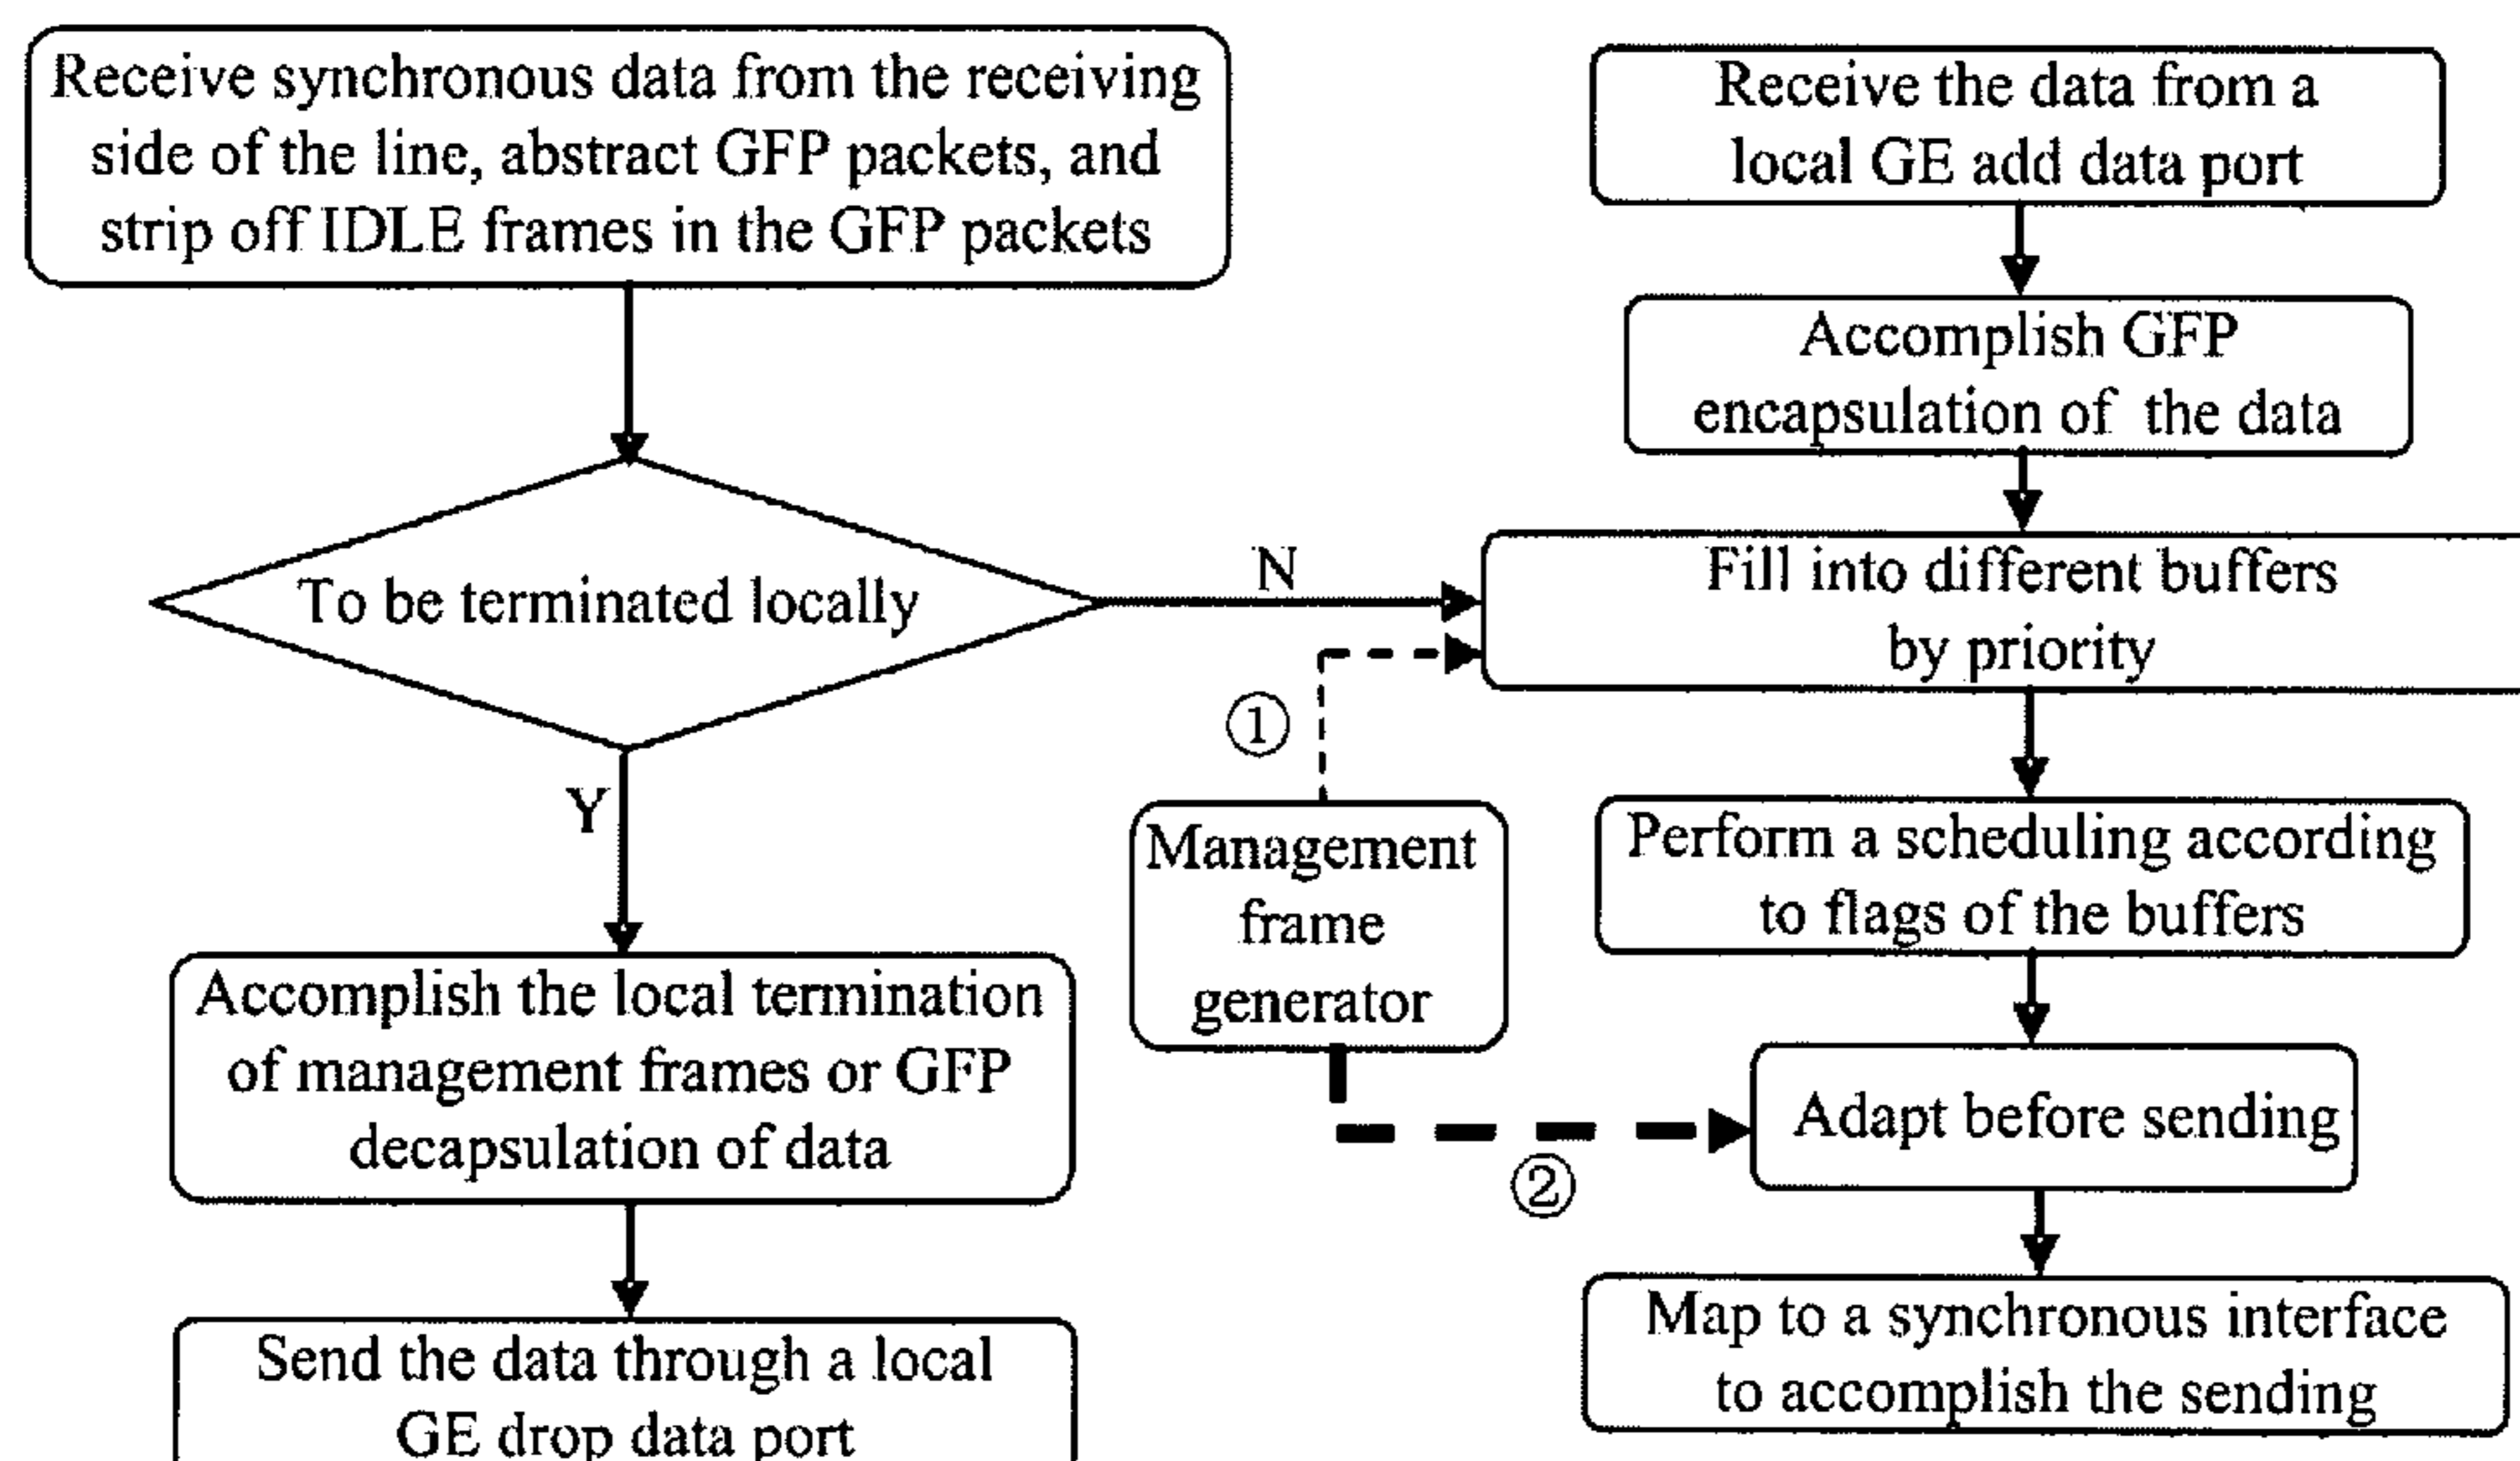 Receive synchronous data from the receiving
side of the line, abstract GFP packets, and
strip off IDLE frames in the GFP packets
To be terminated locally
N
Y
Accomplish the local termination
of management frames or GFP
decapsulation of data
Send the data through a local
GE drop data port
Management
frame
generator
①
②
Receive the data from a
local GE add data port
Accomplish GFP
encapsulation of the data
Fill into different buffers
by priority
Perform a scheduling according
to flags of the buffers
Adapt before sending
Map to a synchronous interface
to accomplish the sending